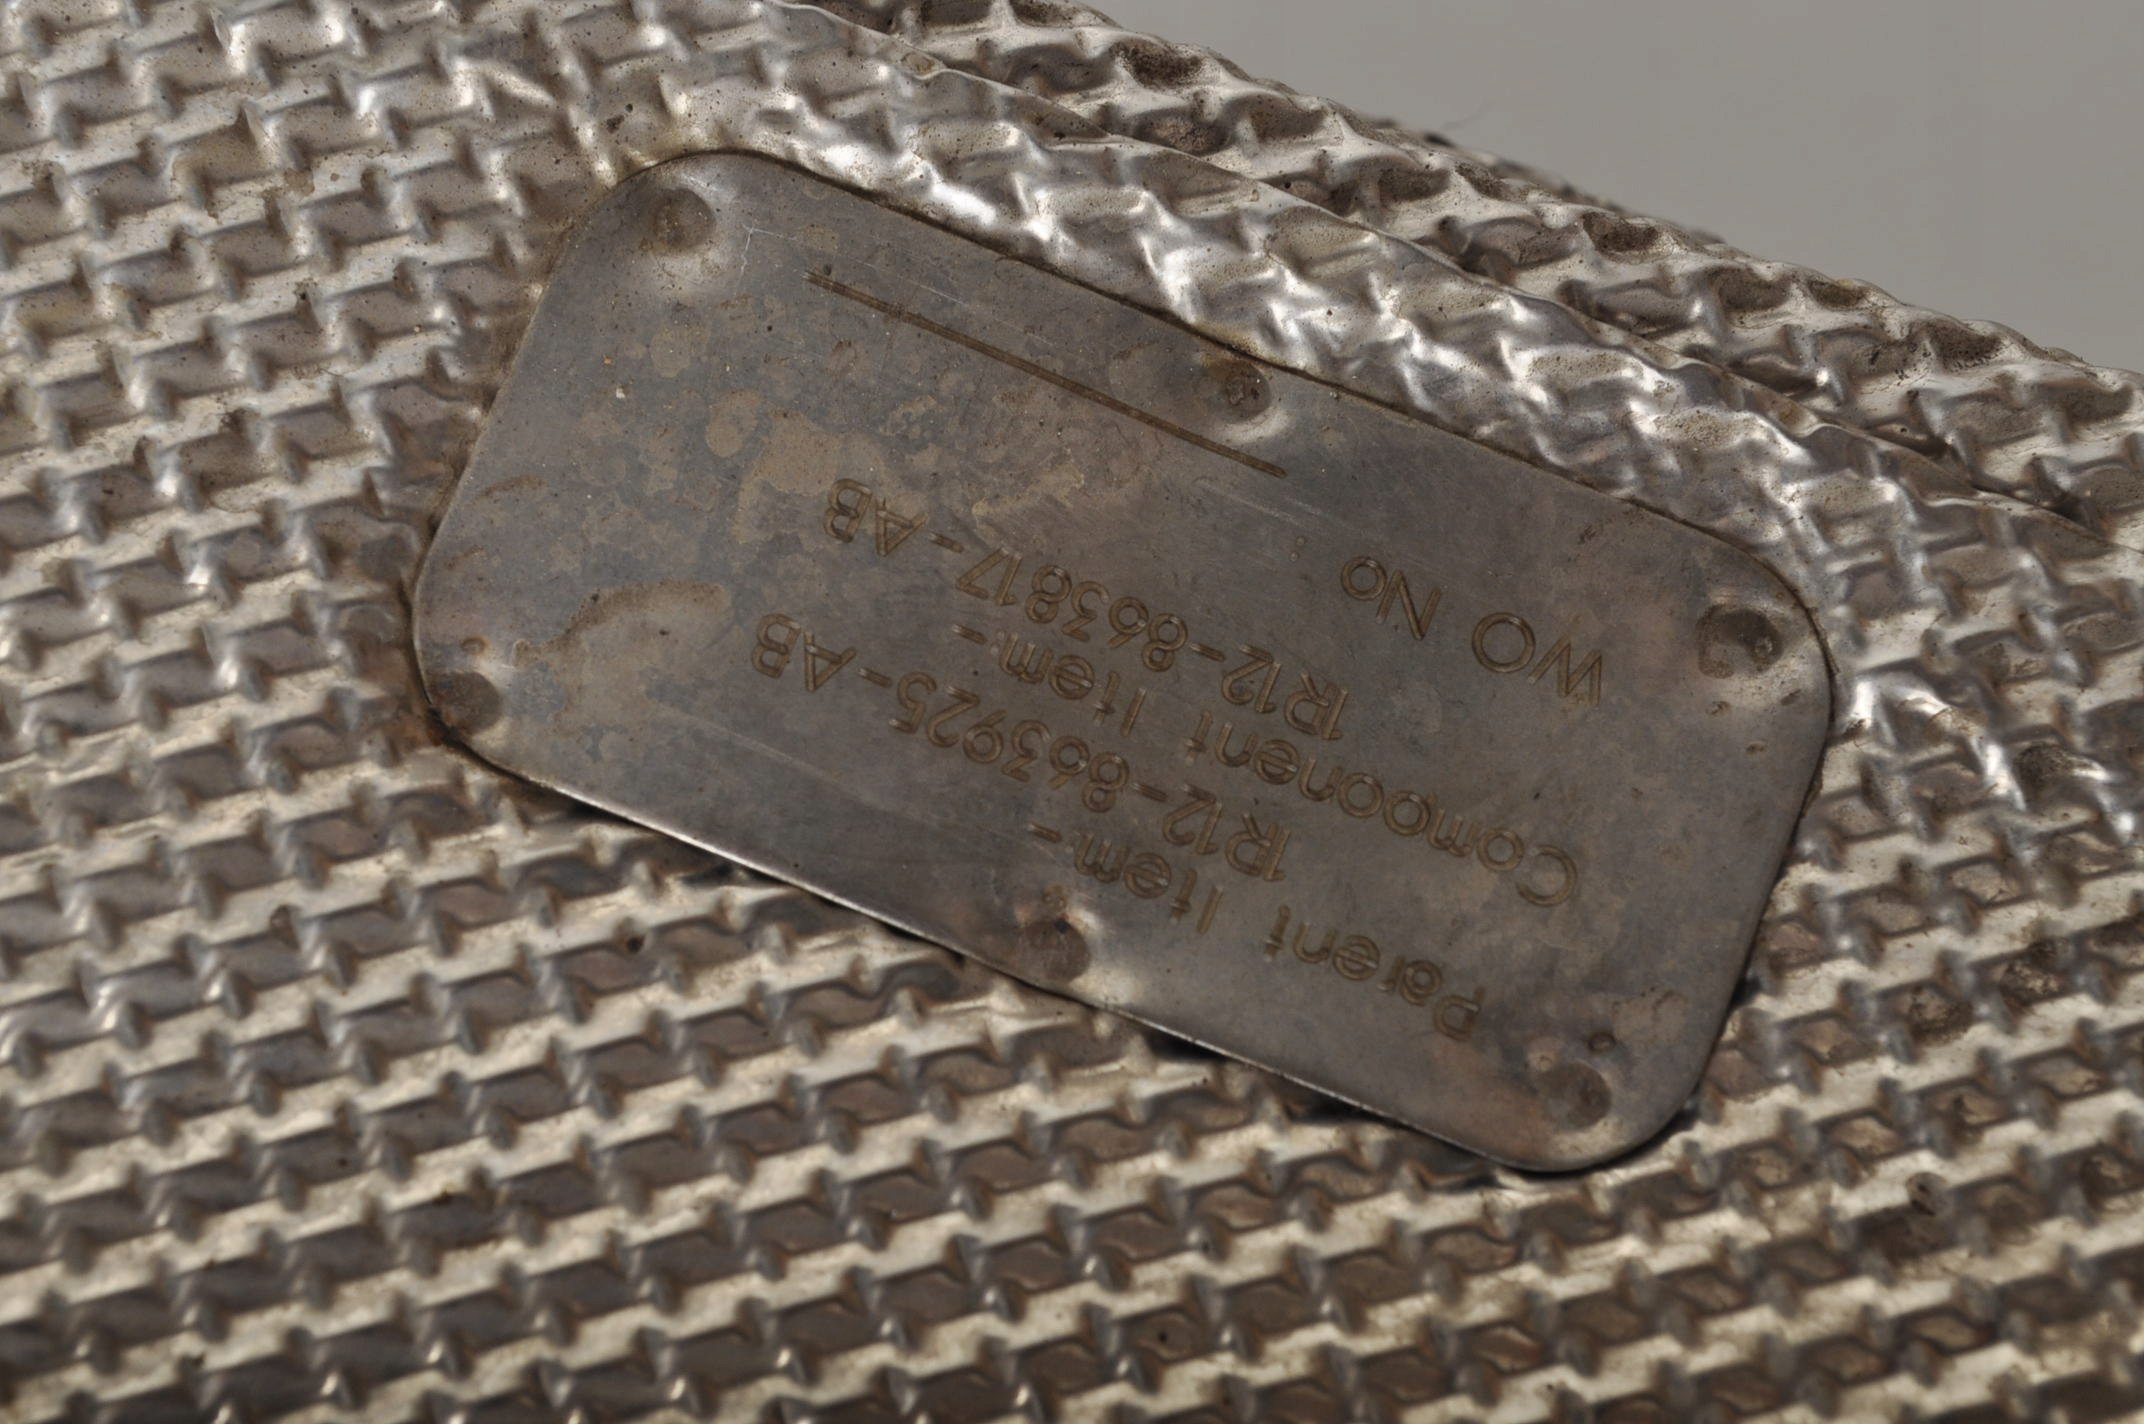 Parent Item.-
1R12-863925-AB
Component Item.-
1R12-863817-AB
WO No :